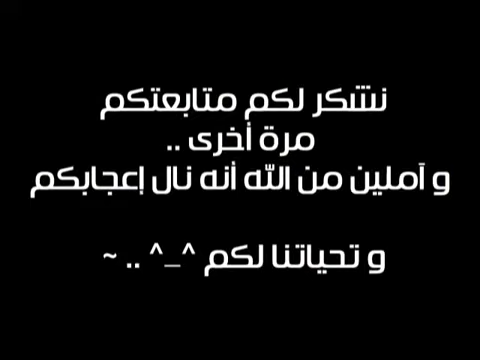 نشكر لكم متابعتكم
مرة أخرى ..
و آملين من الله أنه نال إعجابكم
و تحياتنا لكم ^_^ .. ~